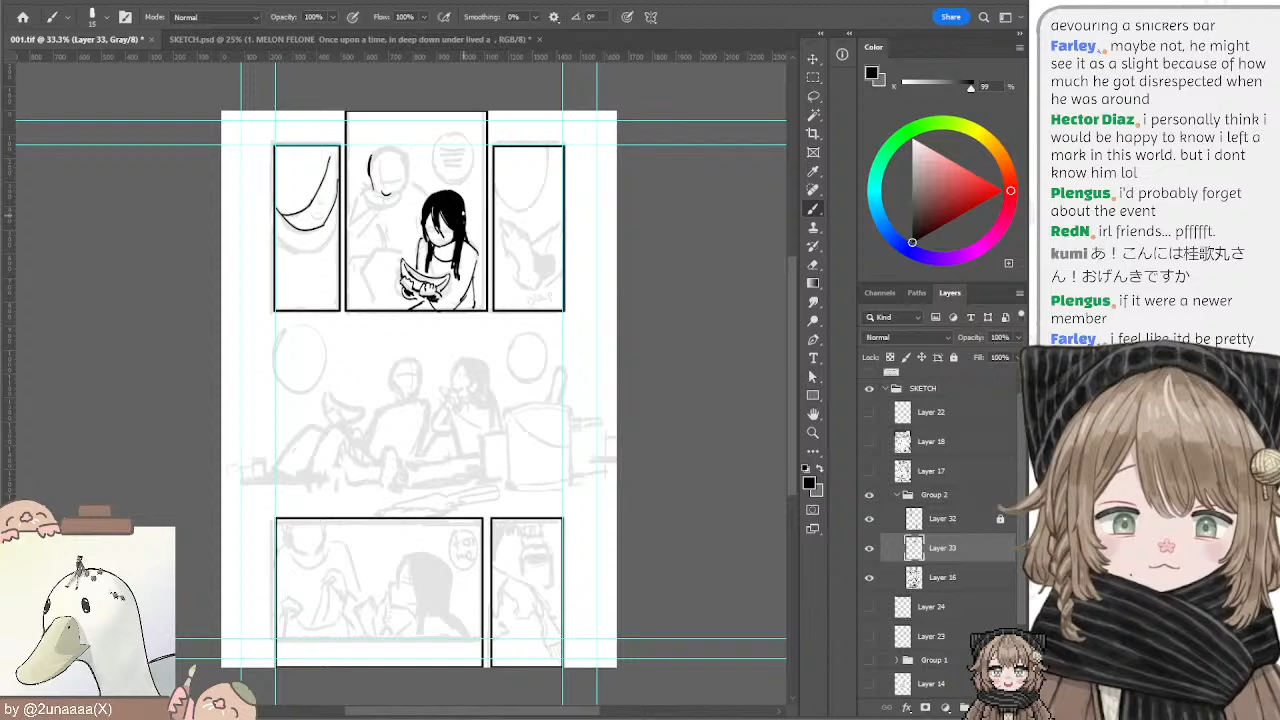 15
Mode:
Normal
Opacity:
100%
Flow:
100%
Smoothing:
0%
0°
Share
001.tif @ 33.3% (Layer 33, Gray/8) *
SKETCH.psd @ 25% (1. MELON FELONE Once upon a time, in deep down under lived a , RGB/8) *
Color
K
99
%
Channels
Paths
Layers
Kind
Normal
Opacity:
100%
Lock:
Fill:
100%
SKETCH
Layer 22
Layer 18
Layer 17
Group 2
Layer 32
Layer 33
Layer 16
Layer 24
Layer 23
Group 1
Layer 14
devouring a snickers bar
Farley maybe not, he might
see it as a slight because of how
much he got disrespected when
he was around
Hector Diaz i personally think i
would be happy to know i left a
mark in this world. but i dont
know him lol
Plengus i'd probably forget
about the event
RedN irl friends... pffffft.
kumi あ！こんには桂歌丸さ
ん！おげんきですか
Plengus if it were a newer
member
Farley i feel like itd be pretty
by @2unaaaa(X)